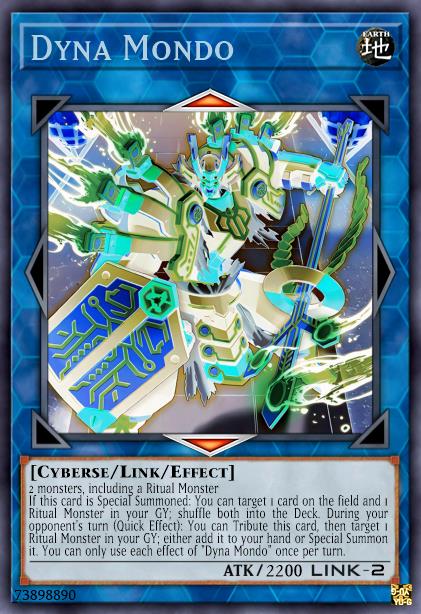 Dyna Mondo
EARTH
地
[Cyberse/Link/Effect]
2 monsters, including a Ritual Monster
If this card is Special Summoned: You can target 1 card on the field and 1
Ritual Monster in your GY; shuffle both into the Deck. During your
opponent's turn (Quick Effect): You can Tribute this card, then target 1
Ritual Monster in your GY; either add it to your hand or Special Summon
it. You can only use each effect of "Dyna Mondo" once per turn.
ATK/2200 LINK-2
73898890